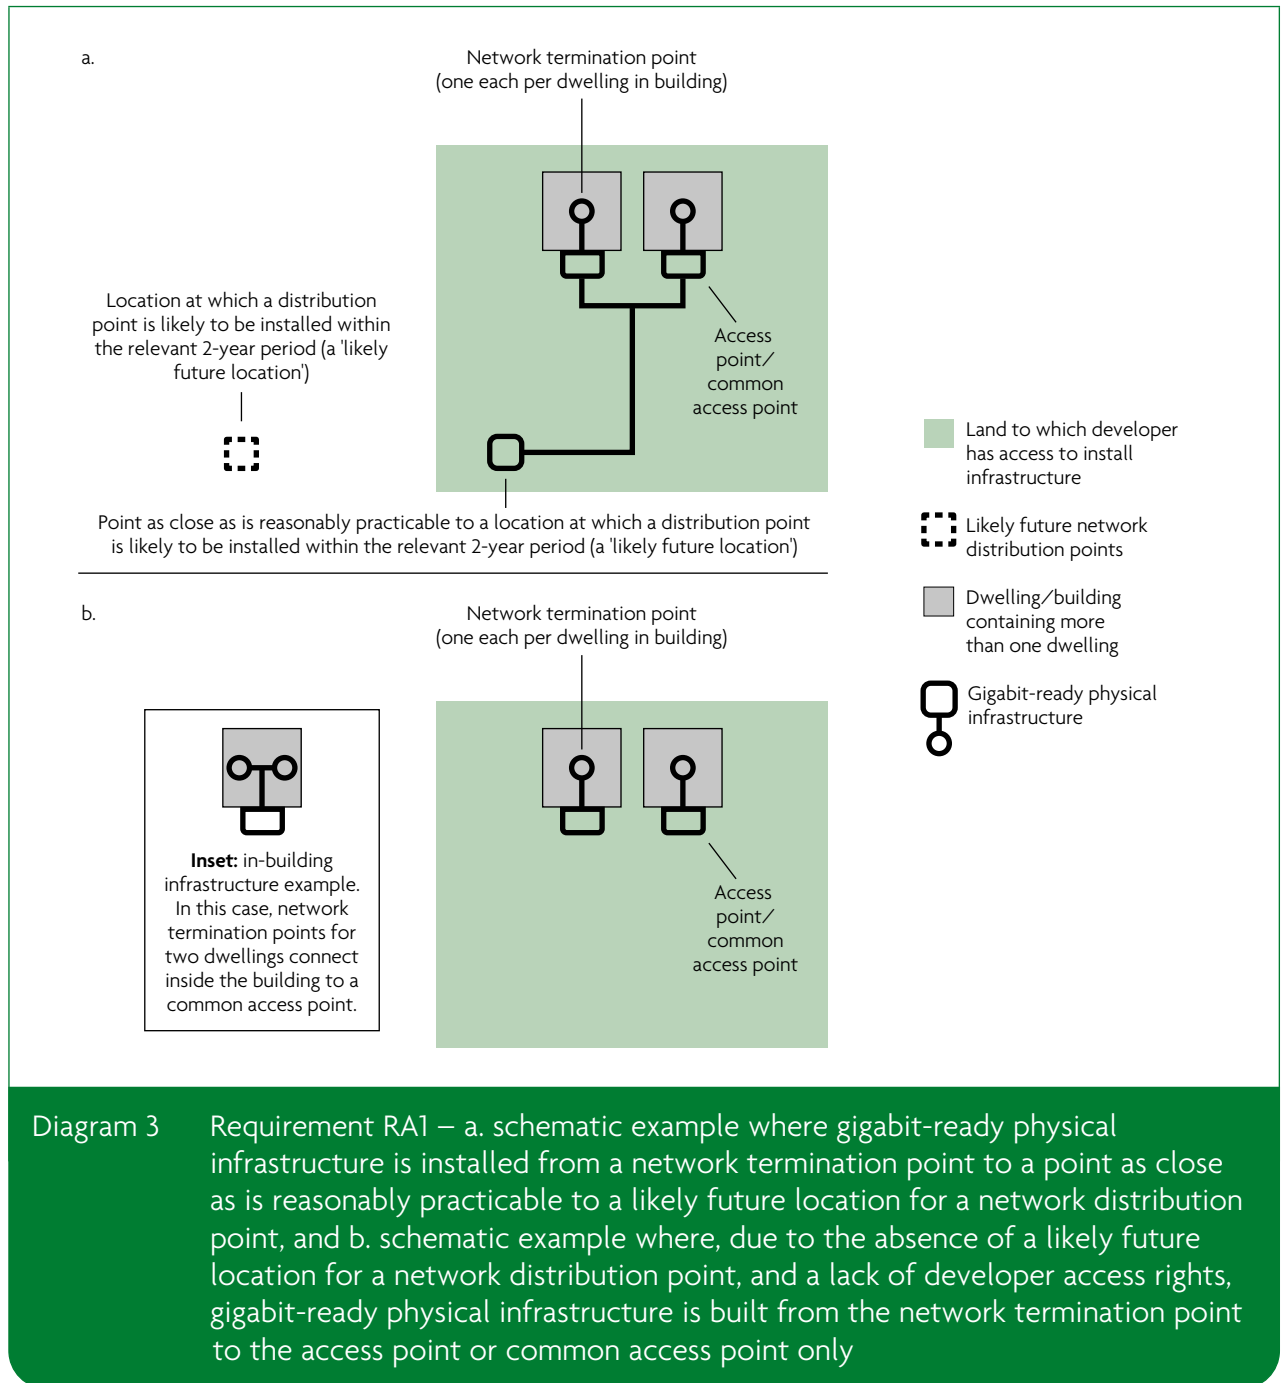 a.
Network termination point
(one each per dwelling in building)
Location at which a distribution
point is likely to be installed within
the relevant 2-year period (a 'likely
future location')
Access
point/
common
access point
Point as close as is reasonably practicable to a location at which a distribution point
is likely to be installed within the relevant 2-year period (a 'likely future location')
Land to which developer
has access to install
infrastructure
Likely future network
distribution points
Dwelling/building
containing more
than one dwelling
Gigabit-ready physical
infrastructure
b.
Network termination point
(one each per dwelling in building)
Inset: in-building
infrastructure example.
In this case, network
termination points for
two dwellings connect
inside the building to a
common access point.
Access
point/
common
access point
Diagram 3 Requirement RA1 – a. schematic example where gigabit-ready physical
infrastructure is installed from a network termination point to a point as close
as is reasonably practicable to a likely future location for a network distribution
point, and b. schematic example where, due to the absence of a likely future
location for a network distribution point, and a lack of developer access rights,
gigabit-ready physical infrastructure is built from the network termination point
to the access point or common access point only